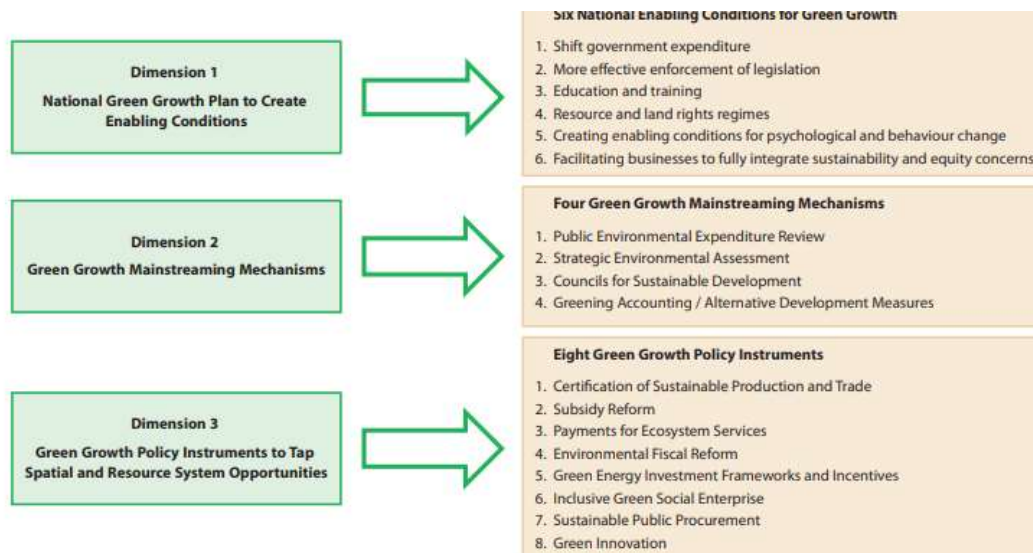 Dimension 1
National Green Growth Plan to Create
Enabling Conditions
Six National Enabling Conditions for Green Growth
1. Shift government expenditure
2. More effective enforcement of legislation
3. Education and training
4. Resource and land rights regimes
5. Creating enabling conditions for psychological and behaviour change
6. Facilitating businesses to fully integrate sustainability and equity concerns
Dimension 2
Green Growth Mainstreaming Mechanisms
Four Green Growth Mainstreaming Mechanisms
1. Public Environmental Expenditure Review
2. Strategic Environmental Assessment
3. Councils for Sustainable Development
4. Greening Accounting / Alternative Development Measures
Dimension 3
Green Growth Policy Instruments to Tap
Spatial and Resource System Opportunities
Eight Green Growth Policy Instruments
1. Certification of Sustainable Production and Trade
2. Subsidy Reform
3. Payments for Ecosystem Services
4. Environmental Fiscal Reform
5. Green Energy Investment Frameworks and Incentives
6. Inclusive Green Social Enterprise
7. Sustainable Public Procurement
8. Green Innovation